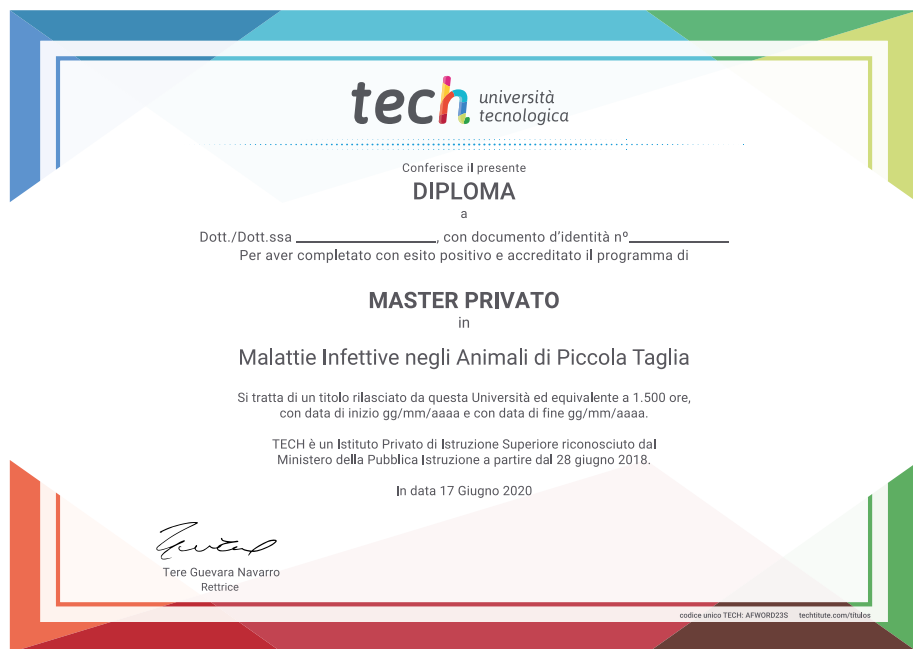 tech università
tecnologica
Conferisce il presente
DIPLOMA
a
Dott./Dott.ssa ________________, con documento d'identità nº____________
Per aver completato con esito positivo e accreditato il programma di
MASTER PRIVATO
in
Malattie Infettive negli Animali di Piccola Taglia
Si tratta di un titolo rilasciato da questa Università ed equivalente a 1.500 ore,
con data di inizio gg/mm/aaaa e con data di fine gg/mm/aaaa.
TECH è un Istituto Privato di Istruzione Superiore riconosciuto dal
Ministero della Pubblica Istruzione a partire dal 28 giugno 2018.
In data 17 Giugno 2020
Tere Guevara Navarro
Rettrice
codice unico TECH: AFWORD23S techtitute.com/titulos